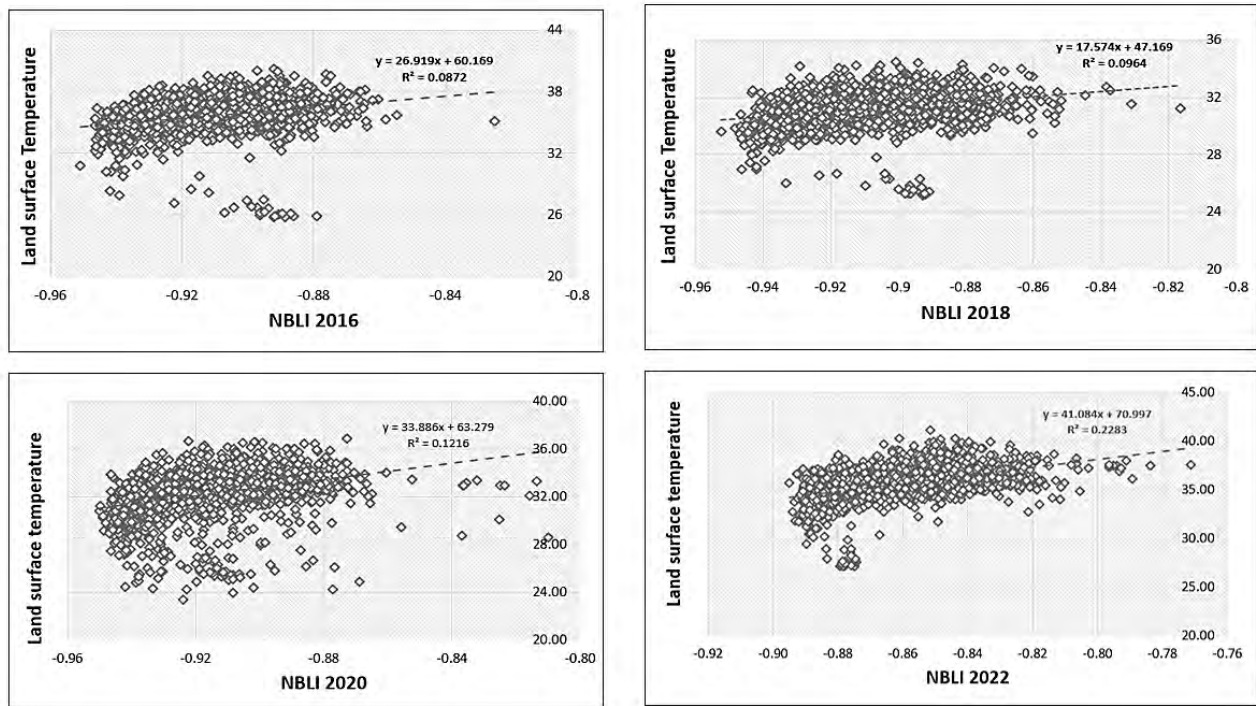 Land surface Temperature
44
38
32
26
20
y = 26.919x + 60.169
R² = 0.0872
-0.96 -0.92 -0.88 -0.84 -0.8
NBLI 2016
Land surface Temperature
36
32
28
24
20
y = 17.574x + 47.169
R² = 0.0964
-0.96 -0.94 -0.92 -0.9 -0.88 -0.86 -0.84 -0.82 -0.8
NBLI 2018
Land surface temperature
40.00
36.00
32.00
28.00
24.00
20.00
y = 33.886x + 63.279
R² = 0.1216
-0.96 -0.92 -0.88 -0.84 -0.80
NBLI 2020
Land surface temperature
45.00
40.00
35.00
30.00
25.00
20.00
y = 41.084x + 70.997
R² = 0.2283
-0.92 -0.90 -0.88 -0.86 -0.84 -0.82 -0.80 -0.78 -0.76
NBLI 2022